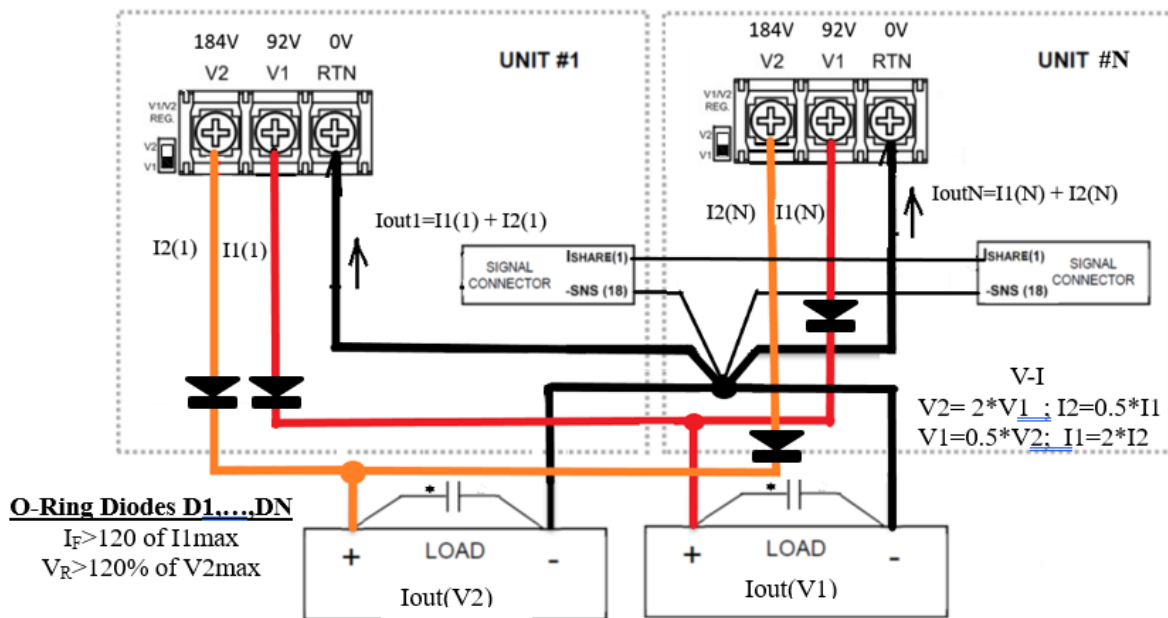 184V 92V 0V
V2 V1 RTN
UNIT #1
V1/V2
REG.
V2
V1
184V 92V 0V
V2 V1 RTN
UNIT #N
V1/V2
REG.
V2
V1
I2(1) I1(1)
Iout1=I1(1) + I2(1)
I2(N) I1(N)
IoutN=I1(N) + I2(N)
SIGNAL
CONNECTOR
ISHARE(1)
-SNS (18)
ISHARE(1)
-SNS (18)
SIGNAL
CONNECTOR
V-I
V2= 2*V1 ; I2=0.5*I1
V1=0.5*V2; I1=2*I2
O-Ring Diodes D1,…,DN
IF>120 of I1max
VR>120% of V2max
*
+ LOAD -
Iout(V2)
*
+ LOAD -
Iout(V1)